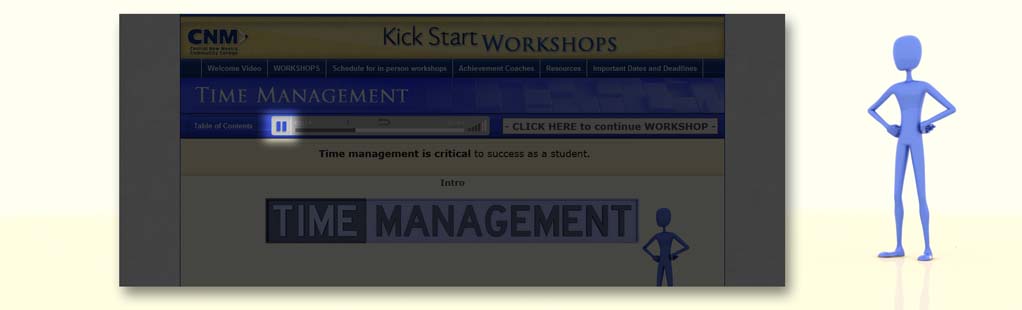 CNM
Central New Mexico
Community College
Kick Start Workshops
Welcome Video
WORKSHOPS
Schedule for in person workshops
Achievement Coaches
Resources
Important Dates and Deadlines
Time Management
Table of Contents
- CLICK HERE to continue WORKSHOP -
Time management is critical to success as a student.
Intro
TIME MANAGEMENT